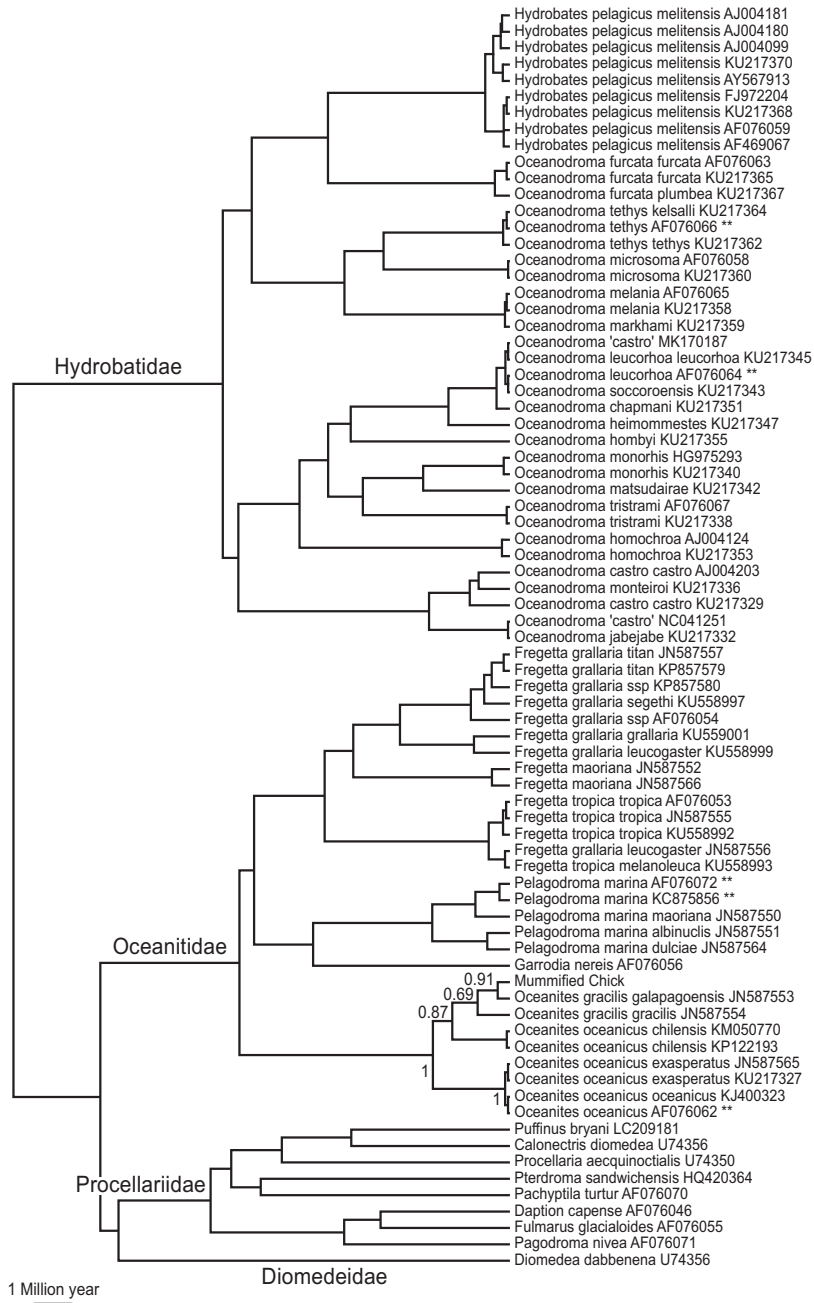 Hydrobates pelagicus melitensis AJ004181
Hydrobates pelagicus melitensis AJ004180
Hydrobates pelagicus melitensis AJ004099
Hydrobates pelagicus melitensis KU217370
Hydrobates pelagicus melitensis AY567913
Hydrobates pelagicus melitensis FJ972204
Hydrobates pelagicus melitensis KU217368
Hydrobates pelagicus melitensis AF076059
Hydrobates pelagicus melitensis AF469067
Oceanodroma furcata furcata AF076063
Oceanodroma furcata furcata KU217365
Oceanodroma furcata plumbea KU217367
Oceanodroma tethys kelsalli KU217364
Oceanodroma tethys AF076066 **
Oceanodroma tethys tethys KU217362
Oceanodroma microsoma AF076058
Oceanodroma microsoma KU217360
Oceanodroma melania AF076065
Oceanodroma melania KU217358
Oceanodroma markhami KU217359
Oceanodroma 'castro' MK170187
Oceanodroma leucorhoa leucorhoa KU217345
Hydrobatidae
Oceanodroma leucorhoa AF076064 **
Oceanodroma soccoroensis KU217343
Oceanodroma chapmani KU217351
Oceanodroma heimommestes KU217347
Oceanodroma hombyi KU217355
Oceanodroma monorhis HG975293
Oceanodroma monorhis KU217340
Oceanodroma matsudairae KU217342
Oceanodroma tristrami AF076067
Oceanodroma tristrami KU217338
Oceanodroma homochroa AJ004124
Oceanodroma homochroa KU217353
Oceanodroma castro castro AJ004203
Oceanodroma monteiroi KU217336
Oceanodroma castro castro KU217329
Oceanodroma 'castro' NC041251
Oceanodroma jabejabe KU217332
Fregetta grallaria titan JN587557
Fregetta grallaria titan KP857579
Fregetta grallaria ssp KP857580
Fregetta grallaria segethi KU558997
Fregetta grallaria ssp AF076054
Fregetta grallaria grallaria KU559001
Fregetta grallaria leucogaster KU558999
Fregetta maoriana JN587552
Fregetta maoriana JN587566
Fregetta tropica tropica AF076053
Fregetta tropica tropica JN587555
Fregetta tropica tropica KU558992
Fregetta grallaria leucogaster JN587556
Fregetta tropica melanoleuca KU558993
Pelagodroma marina AF076072 **
Pelagodroma marina KC875856 **
Pelagodroma marina maoriana JN587550
Pelagodroma marina albinuclis JN587551
Oceanitidae
Pelagodroma marina dulciae JN587564
Garrodia nereis AF076056
0.91
Mummified Chick
0.69
Oceanites gracilis galapagoensis JN587553
0.87
Oceanites gracilis gracilis JN587554
Oceanites oceanicus chilensis KM050770
Oceanites oceanicus chilensis KP122193
Oceanites oceanicus exasperatus JN587565
1
Oceanites oceanicus exasperatus KU217327
1
Oceanites oceanicus oceanicus KJ400323
Oceanites oceanicus AF076062 **
Puffinus bryani LC209181
Calonectris diomedea U74356
Procellaria aecquinoctialis U74350
Procellariidae
Pterdroma sandwichensis HQ420364
Pachyptila turtur AF076070
Daption capense AF076046
Fulmarus glacialoides AF076055
Pagodroma nivea AF076071
Diomedea dabbenena U74356
Diomedeidae
1 Million year